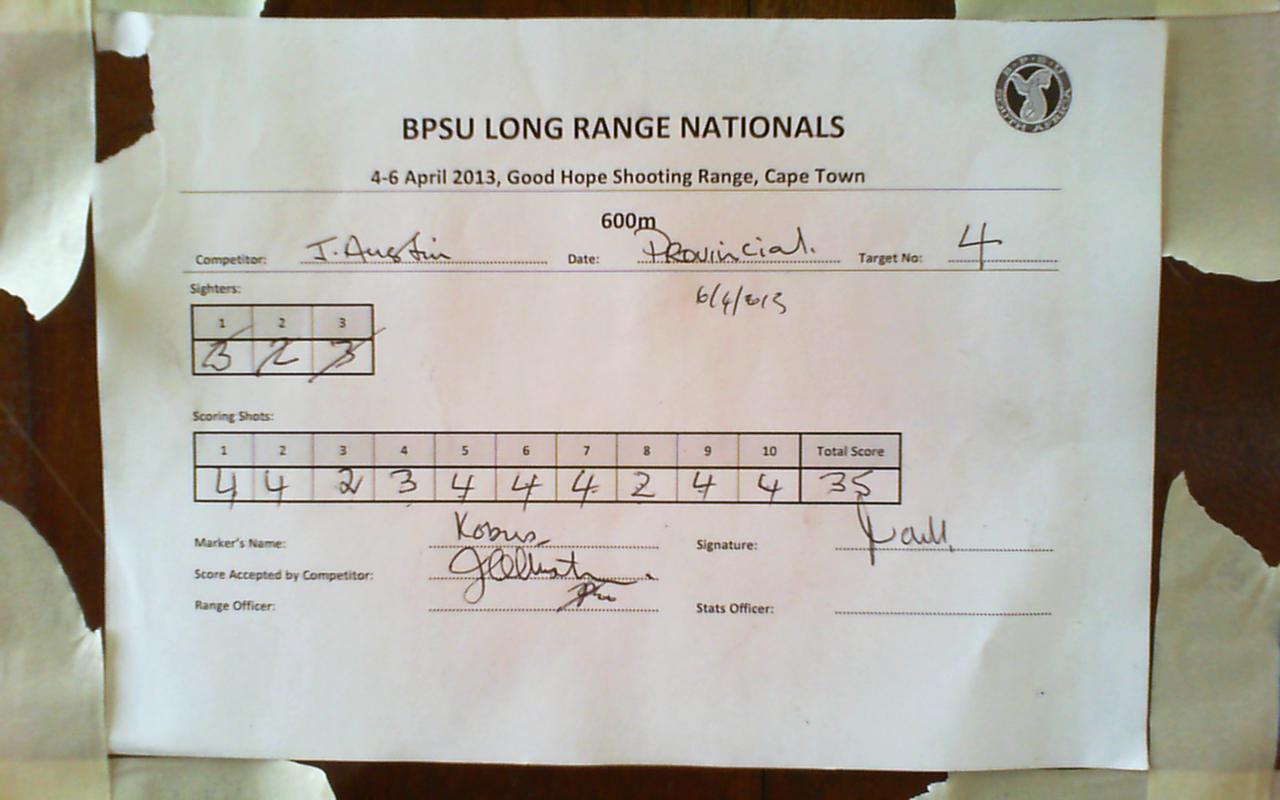 B·P·S·U
SOUTH AFRICA
BPSU LONG RANGE NATIONALS
4-6 April 2013, Good Hope Shooting Range, Cape Town
600m
Competitor: J. Austin Date: Provincial. Target No: 4
6/4/2013
Sighters:
1 2 3
3 2 3
Scoring Shots:
1 2 3 4 5 6 7 8 9 10 Total Score
4 4 2 3 4 4 4 2 4 4 35
Marker's Name: Kobus Signature:
Score Accepted by Competitor:
Range Officer: Stats Officer: